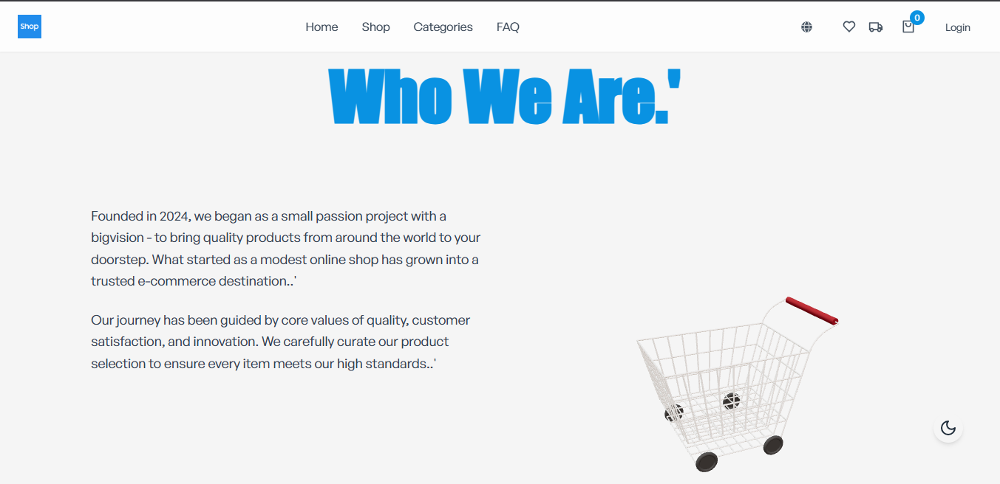 Shop
Home
Shop
Categories
FAQ
0
Login
Who We Are.'
Founded in 2024, we began as a small passion project with a
bigvision - to bring quality products from around the world to your
doorstep. What started as a modest online shop has grown into a
trusted e-commerce destination..'
Our journey has been guided by core values of quality, customer
satisfaction, and innovation. We carefully curate our product
selection to ensure every item meets our high standards..'